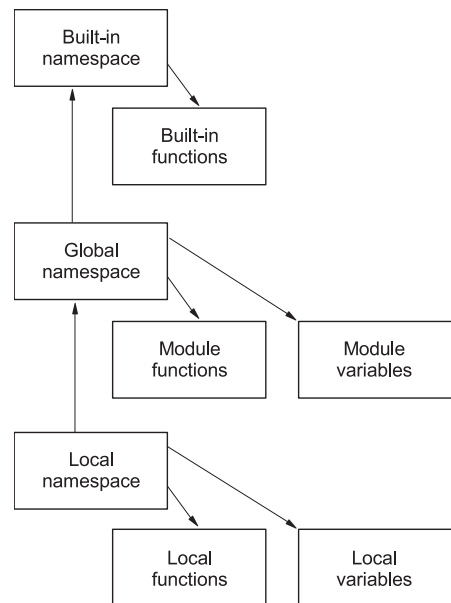 Built-in
namespace
Built-in
functions
Global
namespace
Module
functions
Module
variables
Local
namespace
Local
functions
Local
variables